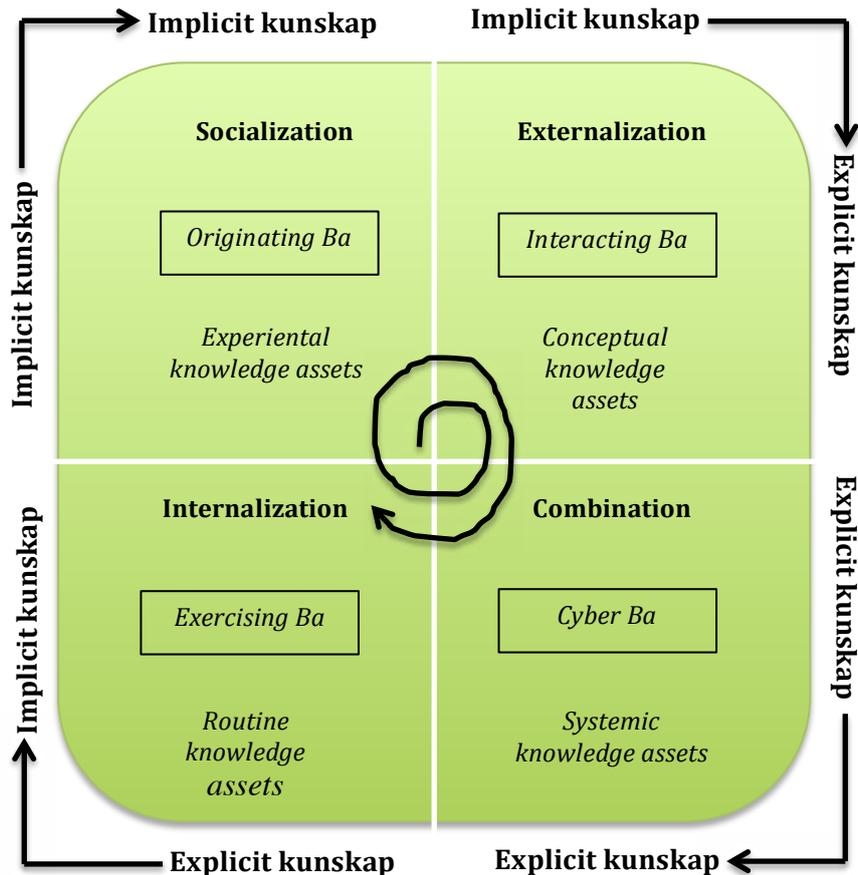 Implicit kunskap
Implicit kunskap
Implicit kunskap
Explicit kunskap
Socialization
Originating Ba
Experiental
knowledge assets
Externalization
Interacting Ba
Conceptual
knowledge
assets
Internalization
Exercising Ba
Routine
knowledge
assets
Combination
Cyber Ba
Systemic
knowledge assets
Implicit kunskap
Explicit kunskap
Explicit kunskap
Explicit kunskap